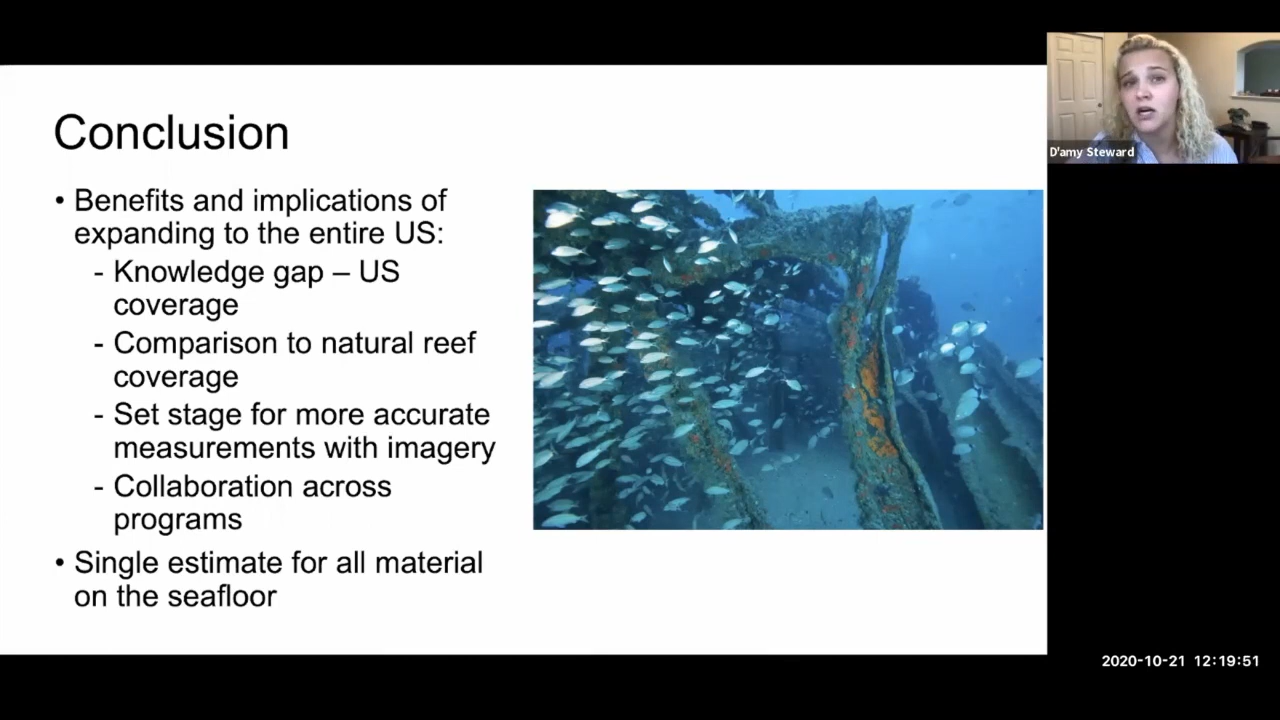 Conclusion
• Benefits and implications of
expanding to the entire US:
- Knowledge gap – US
coverage
- Comparison to natural reef
coverage
- Set stage for more accurate
measurements with imagery
- Collaboration across
programs
• Single estimate for all material
on the seafloor
D'amy Steward
2020-10-21 12:19:51